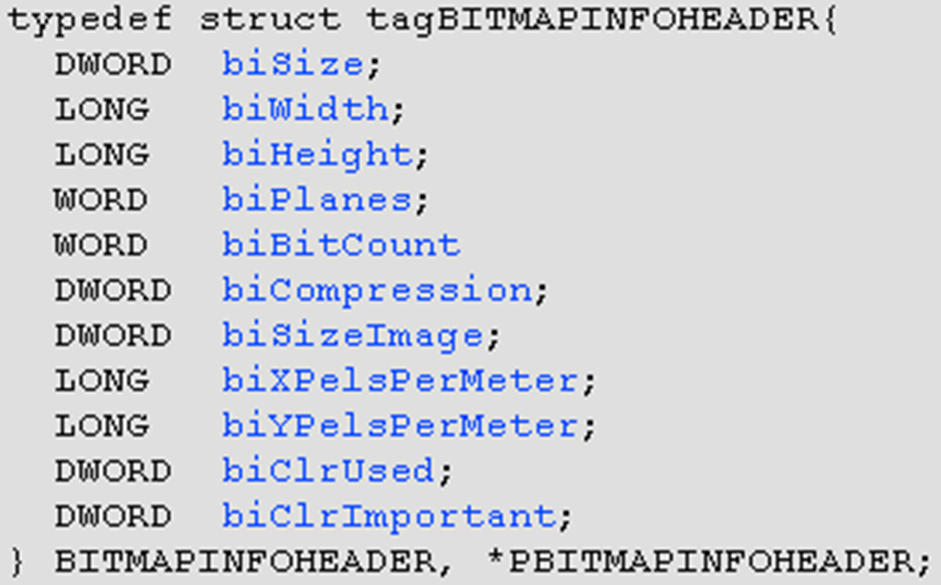 typedef struct tagBITMAPINFOHEADER{
DWORD biSize;
LONG biWidth;
LONG biHeight;
WORD biPlanes;
WORD biBitCount
DWORD biCompression;
DWORD biSizeImage;
LONG biXPelsPerMeter;
LONG biYPelsPerMeter;
DWORD biClrUsed;
DWORD biClrImportant;
} BITMAPINFOHEADER, *PBITMAPINFOHEADER;